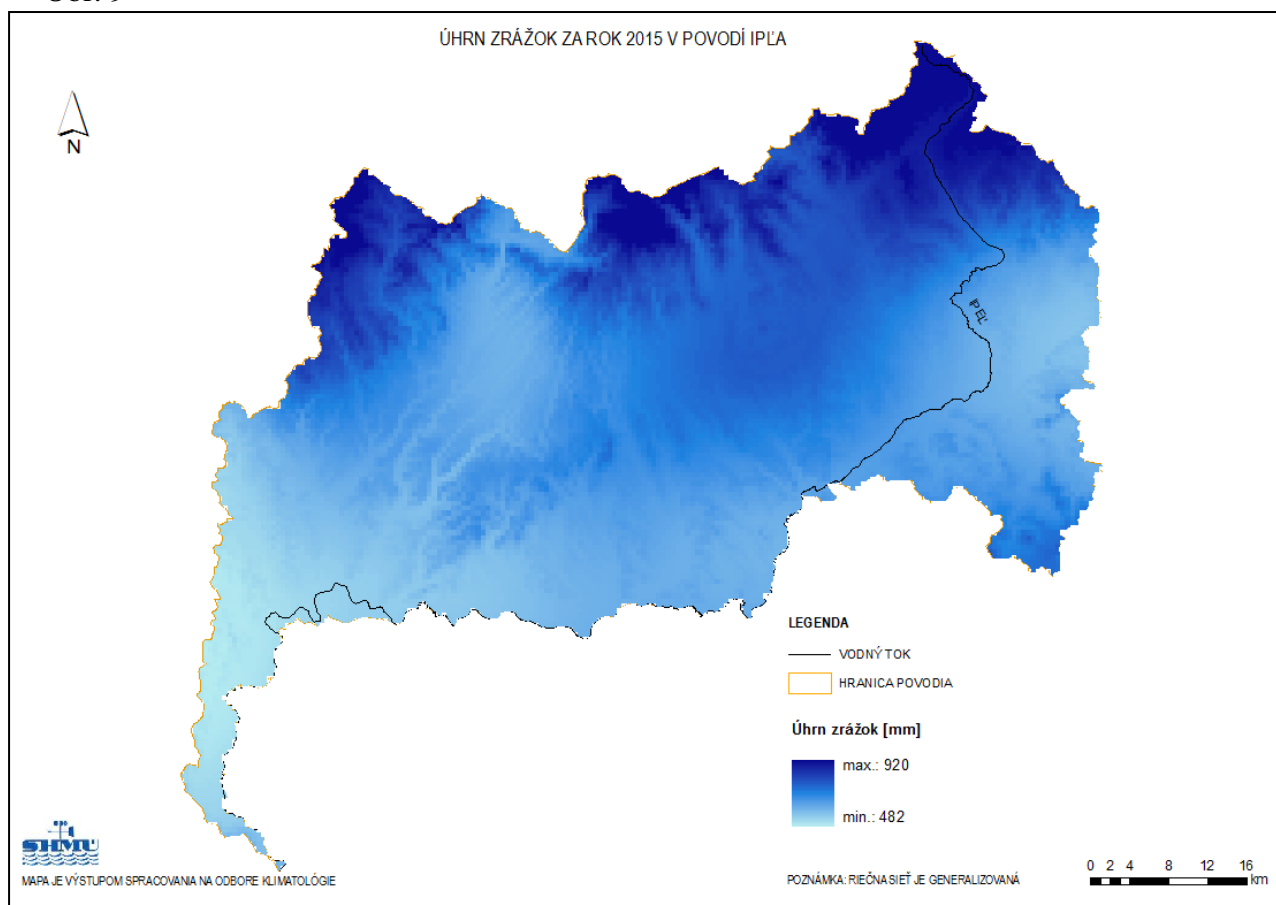 ÚHRN ZRÁŽOK ZA ROK 2015 V POVODÍ IPĽA
N
IPEĽ
LEGENDA
VODNÝ TOK
HRANICA POVODIA
Úhrn zrážok [mm]
max.: 920
min.: 482
SHMÚ
MAPA JE VÝSTUPOM SPRACOVANIA NA ODBORE KLIMATOLÓGIE
POZNÁMKA: RIEČNA SIEŤ JE GENERALIZOVANÁ
0 2 4 8 12 16
km